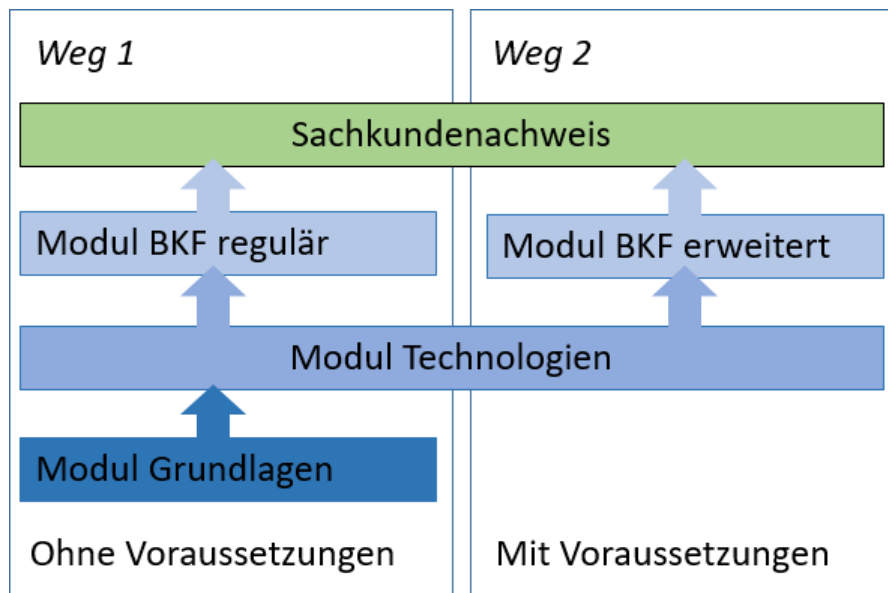 Weg 1
Weg 2
Sachkundenachweis
Modul BKF regulär
Modul BKF erweitert
Modul Technologien
Modul Grundlagen
Ohne Voraussetzungen
Mit Voraussetzungen